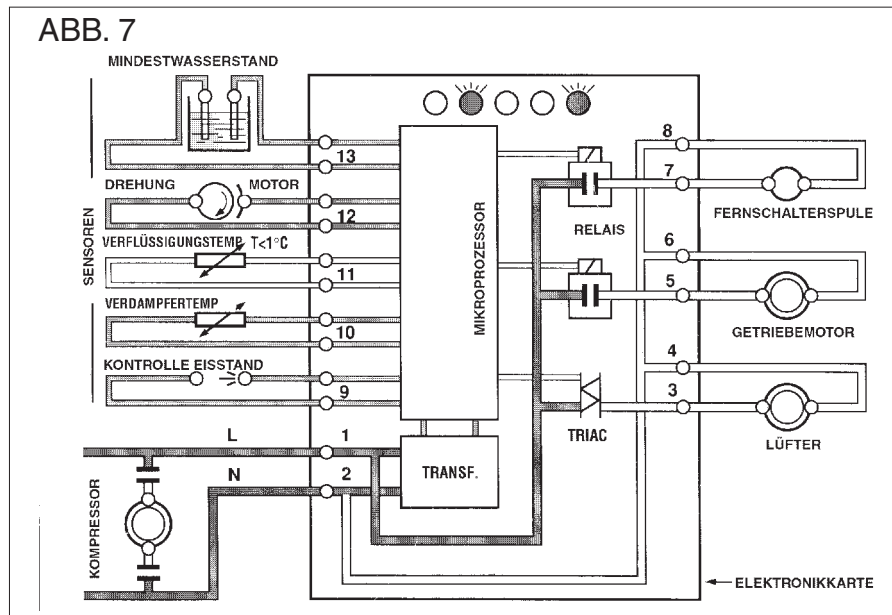 ABB. 7
MINDESTWASSERSTAND
8
13
7
DREHUNG MOTOR
FERNSCHALTERSPULE
RELAIS
12
SENSOREN
VERFLÜSSIGUNGSTEMP T<1°C
MIKROPROZESSOR
6
11
5
VERDAMPFERTEMP
GETRIEBEMOTOR
10
4
KONTROLLE EISSTAND
3
9
TRIAC
LÜFTER
L 1
N 2
TRANSF.
KOMPRESSOR
ELEKTRONIKKARTE